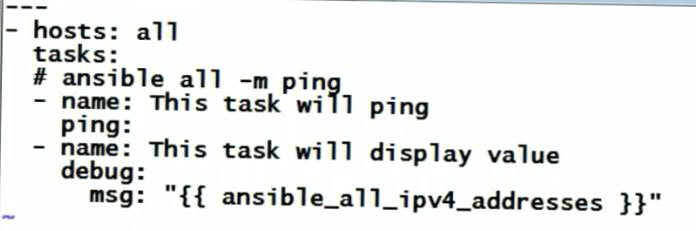 ---
- hosts: all
  tasks:
  # ansible all -m ping
  - name: This task will ping
    ping:
  - name: This task will display value
    debug:
      msg: "{{ ansible_all_ipv4_addresses }}"
~